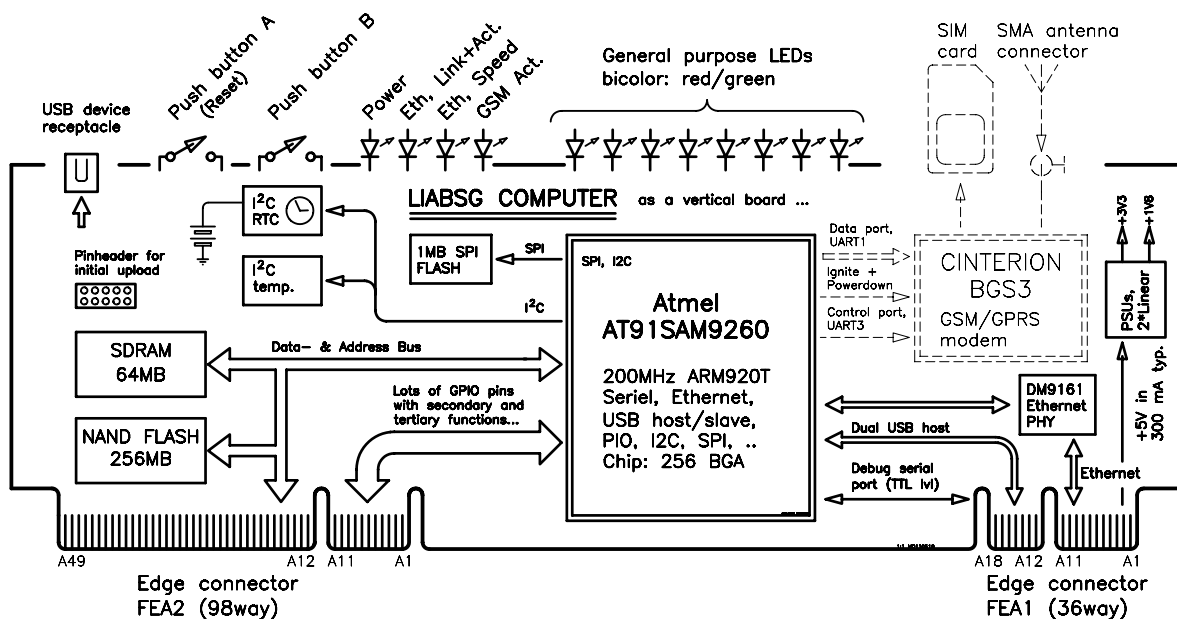 Push button A
(Reset)
Push button B
Power
Eth, Link+Act.
Eth, Speed
GSM Act.
General purpose LEDs
bicolor: red/green
SIM
card
SMA antenna
connector
USB device
receptacle
U
I²C
RTC
LIABSG COMPUTER as a vertical board ...
+3V3
+1V8
Pinheader for
initial upload
I²C
temp.
1MB SPI
FLASH
SPI
SPI, I2C
I²C
Atmel
AT91SAM9260
200MHz ARM920T
Seriel, Ethernet,
USB host/slave,
PIO, I2C, SPI, ..
Chip: 256 BGA
Data port,
UART1
Ignite +
Powerdown
Control port,
UART3
CINTERION
BGS3
GSM/GPRS
modem
PSUs,
2*Linear
SDRAM
64MB
Data- & Address Bus
Lots of GPIO pins
with secondary and
tertiary functions...
NAND FLASH
256MB
DM9161
Ethernet
PHY
+5V in
300 mA typ.
Dual USB host
Debug serial
port (TTL lvl)
Ethernet
A49
A12
A11
A1
A18
A12
A11
A1
Edge connector
FEA2 (98way)
Edge connector
FEA1 (36way)